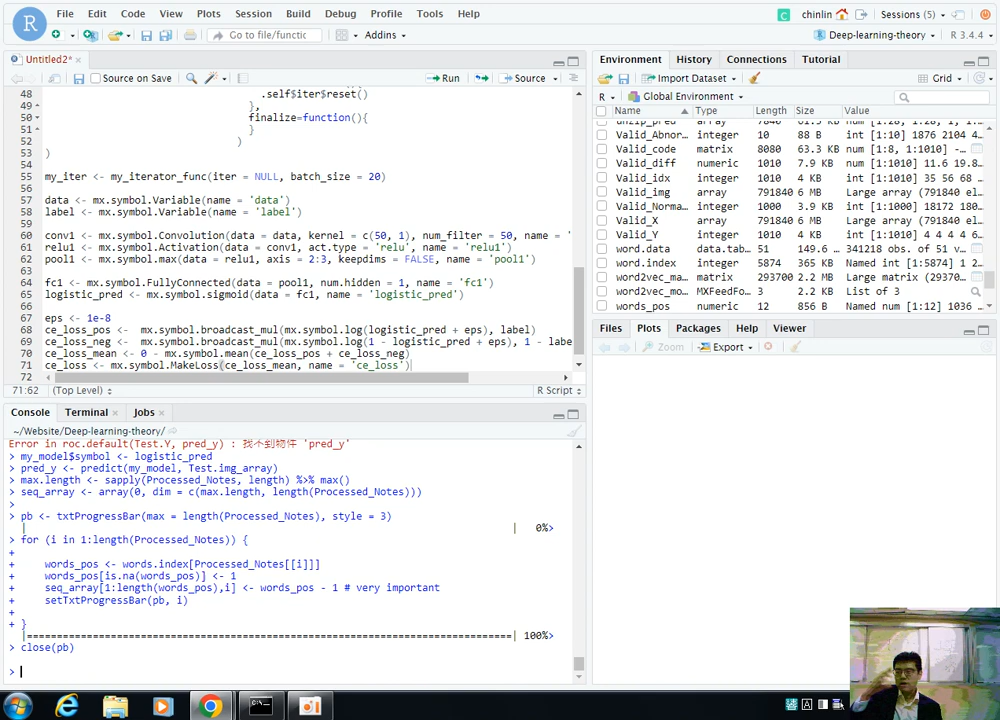 File Edit Code View Plots Session Build Debug Profile Tools Help
chinlin Sessions (5)
Go to file/functic Addins
Deep-learning-theory R 3.4.4
Untitled2*
Source on Save Run Source
48 .self$iter$reset()
49 },
50 finalize=function(){
51 }
52 )
53 )
54
55 my_iter <- my_iterator_func(iter = NULL, batch_size = 20)
56
57 data <- mx.symbol.Variable(name = 'data')
58 label <- mx.symbol.Variable(name = 'label')
59
60 conv1 <- mx.symbol.Convolution(data = data, kernel = c(50, 1), num_filter = 50, name = '
61 relu1 <- mx.symbol.Activation(data = conv1, act.type = 'relu', name = 'relu1')
62 pool1 <- mx.symbol.max(data = relu1, axis = 2:3, keepdims = FALSE, name = 'pool1')
63
64 fc1 <- mx.symbol.FullyConnected(data = pool1, num.hidden = 1, name = 'fc1')
65 logistic_pred <- mx.symbol.sigmoid(data = fc1, name = 'logistic_pred')
66
67 eps <- 1e-8
68 ce_loss_pos <-  mx.symbol.broadcast_mul(mx.symbol.log(logistic_pred + eps), label)
69 ce_loss_neg <-  mx.symbol.broadcast_mul(mx.symbol.log(1 - logistic_pred + eps), 1 - labe
70 ce_loss_mean <- 0 - mx.symbol.mean(ce_loss_pos + ce_loss_neg)
71 ce_loss <- mx.symbol.MakeLoss(ce_loss_mean, name = 'ce_loss')
72
71:62 (Top Level) R Script
Console Terminal Jobs
~/Website/Deep-learning-theory/
Error in roc.default(Test.Y, pred_y) : 找不到物件 'pred_y'
> my_model$symbol <- logistic_pred
> pred_y <- predict(my_model, Test.img_array)
> max.length <- sapply(Processed_Notes, length) %>% max()
> seq_array <- array(0, dim = c(max.length, length(Processed_Notes)))
>
> pb <- txtProgressBar(max = length(Processed_Notes), style = 3)
| | 0%>
> for (i in 1:length(Processed_Notes)) {
+
+ words_pos <- words.index[Processed_Notes[[i]]]
+ words_pos[is.na(words_pos)] <- 1
+ seq_array[1:length(words_pos),i] <- words_pos - 1 # very important
+ setTxtProgressBar(pb, i)
+
+ }
|==========================================================================| 100%>
> close(pb)
>
Environment History Connections Tutorial
Import Dataset Grid
R Global Environment
Name Type Length Size Value
Valid_Abnor… integer 10 88 B int [1:10] 1876 2104 4
Valid_code matrix 8080 63.3 KB num [1:8, 1:1010] -…
Valid_diff numeric 1010 7.9 KB num [1:1010] 11.6 19.8
Valid_idx integer 1010 4 KB int [1:1010] 35 56 68
Valid_img array 791840 6 MB Large array (791840 el…
Valid_Norma… integer 1000 3.9 KB int [1:1000] 18172 180
Valid_X array 791840 6 MB Large array (791840 el…
Valid_Y integer 1010 4 KB int [1:1010] 4 4 4 4 6
word.data data.tab… 51 149.6 … 341218 obs. of 51 v
word.index integer 5874 365 KB Named int [1:5874] 1 2
word2vec_ma… matrix 293700 2.2 MB Large matrix (29370…
word2vec_mo… MXFeedFo… 3 2.2 KB List of 3
words_pos numeric 12 856 B Named num [1:12] 1036
Files Plots Packages Help Viewer
Zoom Export